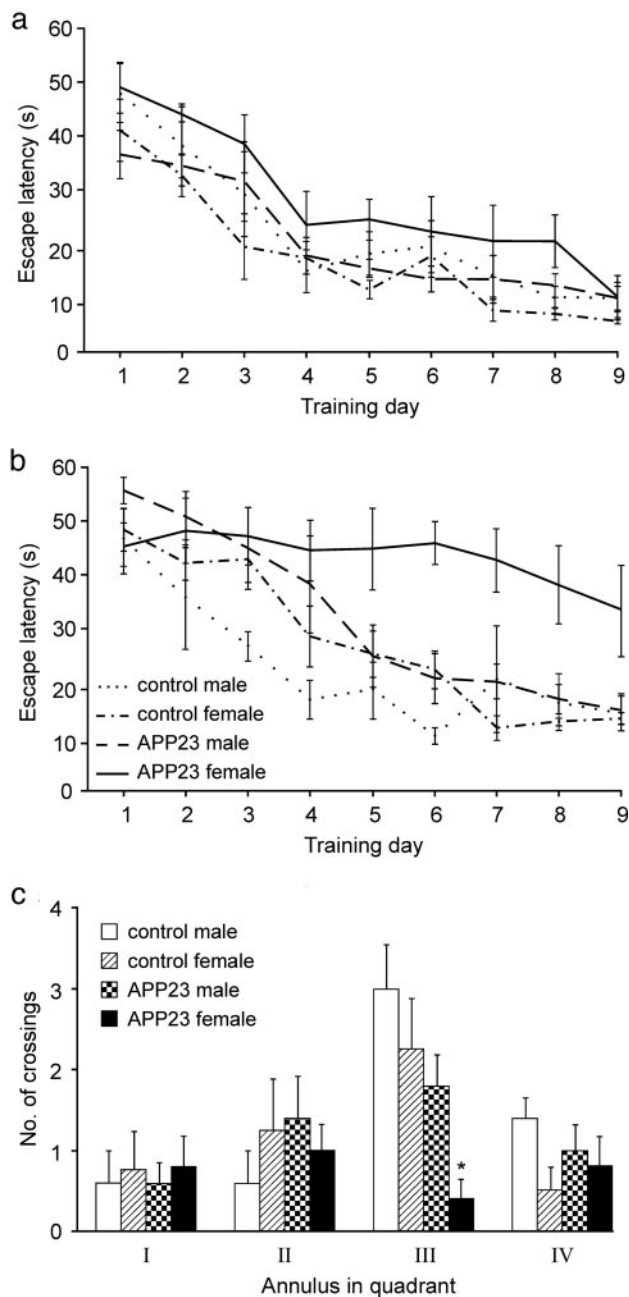 a
60
50
40
30
20
10
0
Escape latency (s)
1 2 3 4 5 6 7 8 9
Training day
b
60
50
40
30
20
10
0
Escape latency (s)
control male
control female
APP23 male
APP23 female
1 2 3 4 5 6 7 8 9
Training day
c
4
3
2
1
0
No. of crossings
control male
control female
APP23 male
APP23 female
*
I II III IV
Annulus in quadrant